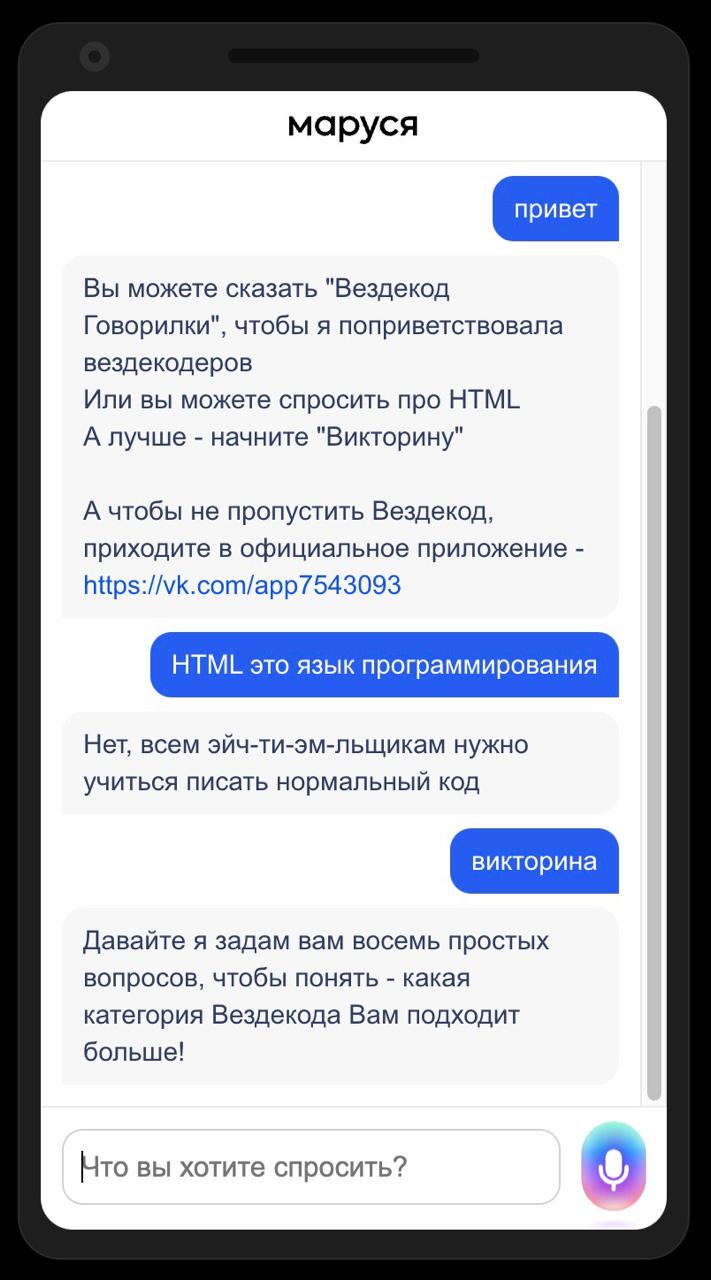 маруся
привет
Вы можете сказать "Вездекод
Говорилки", чтобы я поприветствовала
вездекодеров
Или вы можете спросить про HTML
А лучше - начните "Викторину"
А чтобы не пропустить Вездекод,
приходите в официальное приложение -
https://vk.com/app7543093
HTML это язык программирования
Нет, всем эйч-ти-эм-льщикам нужно
учиться писать нормальный код
викторина
Давайте я задам вам восемь простых
вопросов, чтобы понять - какая
категория Вездекода Вам подходит
больше!
Что вы хотите спросить?